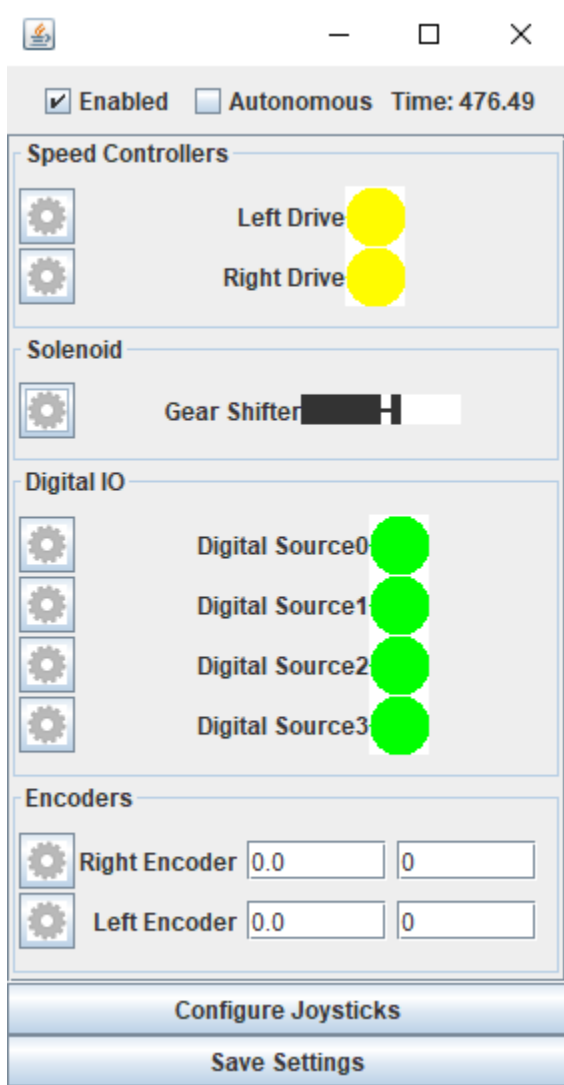 Enabled Autonomous Time: 476.49
Speed Controllers
Left Drive
Right Drive
Solenoid
Gear Shifter
Digital IO
Digital Source0
Digital Source1
Digital Source2
Digital Source3
Encoders
Right Encoder 0.0 0
Left Encoder 0.0 0
Configure Joysticks
Save Settings